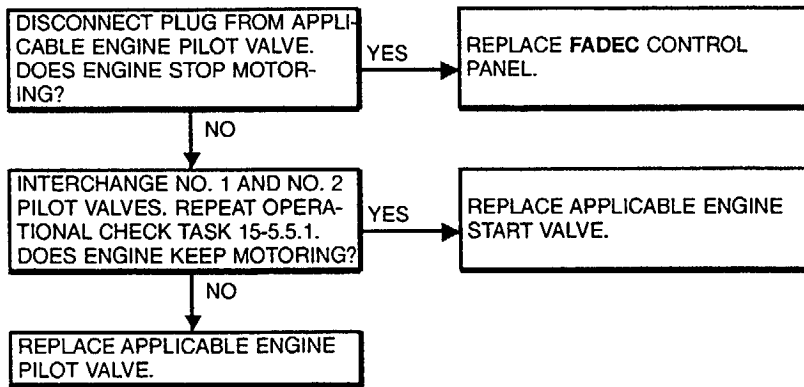 DISCONNECT PLUG FROM APPLI-
CABLE ENGINE PILOT VALVE.
DOES ENGINE STOP MOTOR-
ING?
YES
REPLACE FADEC CONTROL
PANEL.
NO
INTERCHANGE NO. 1 AND NO. 2
PILOT VALVES. REPEAT OPERA-
TIONAL CHECK TASK 15-5.5.1.
DOES ENGINE KEEP MOTORING?
YES
REPLACE APPLICABLE ENGINE
START VALVE.
NO
REPLACE APPLICABLE ENGINE
PILOT VALVE.